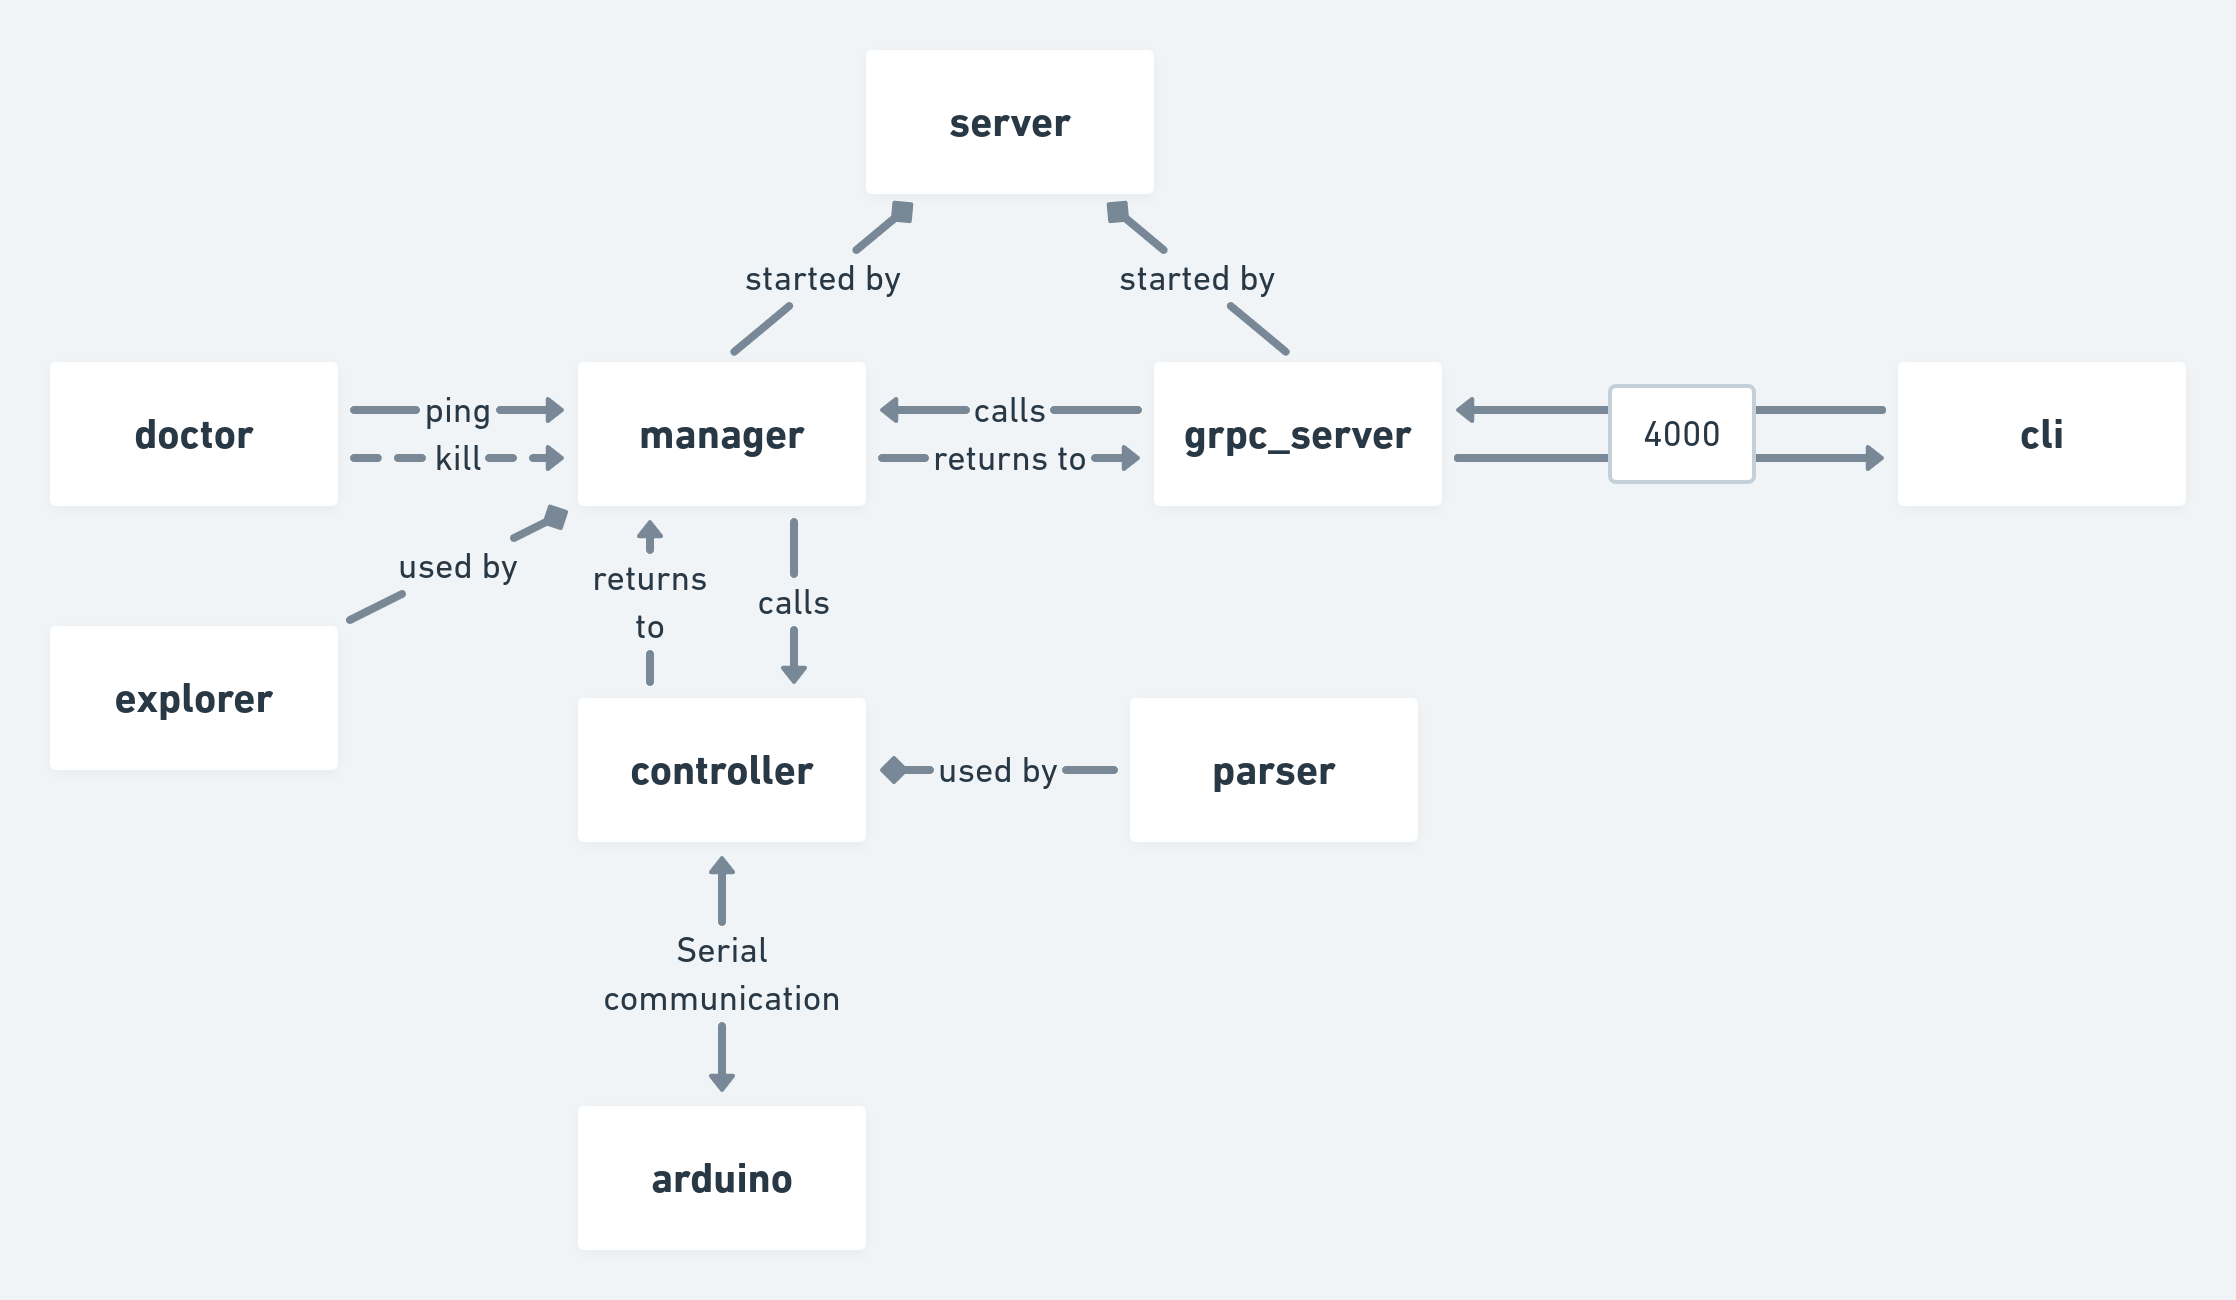 server
started by
started by
doctor
ping
kill
manager
calls
returns to
grpc_server
4000
cli
used by
returns
to
calls
explorer
controller
used by
parser
Serial
communication
arduino